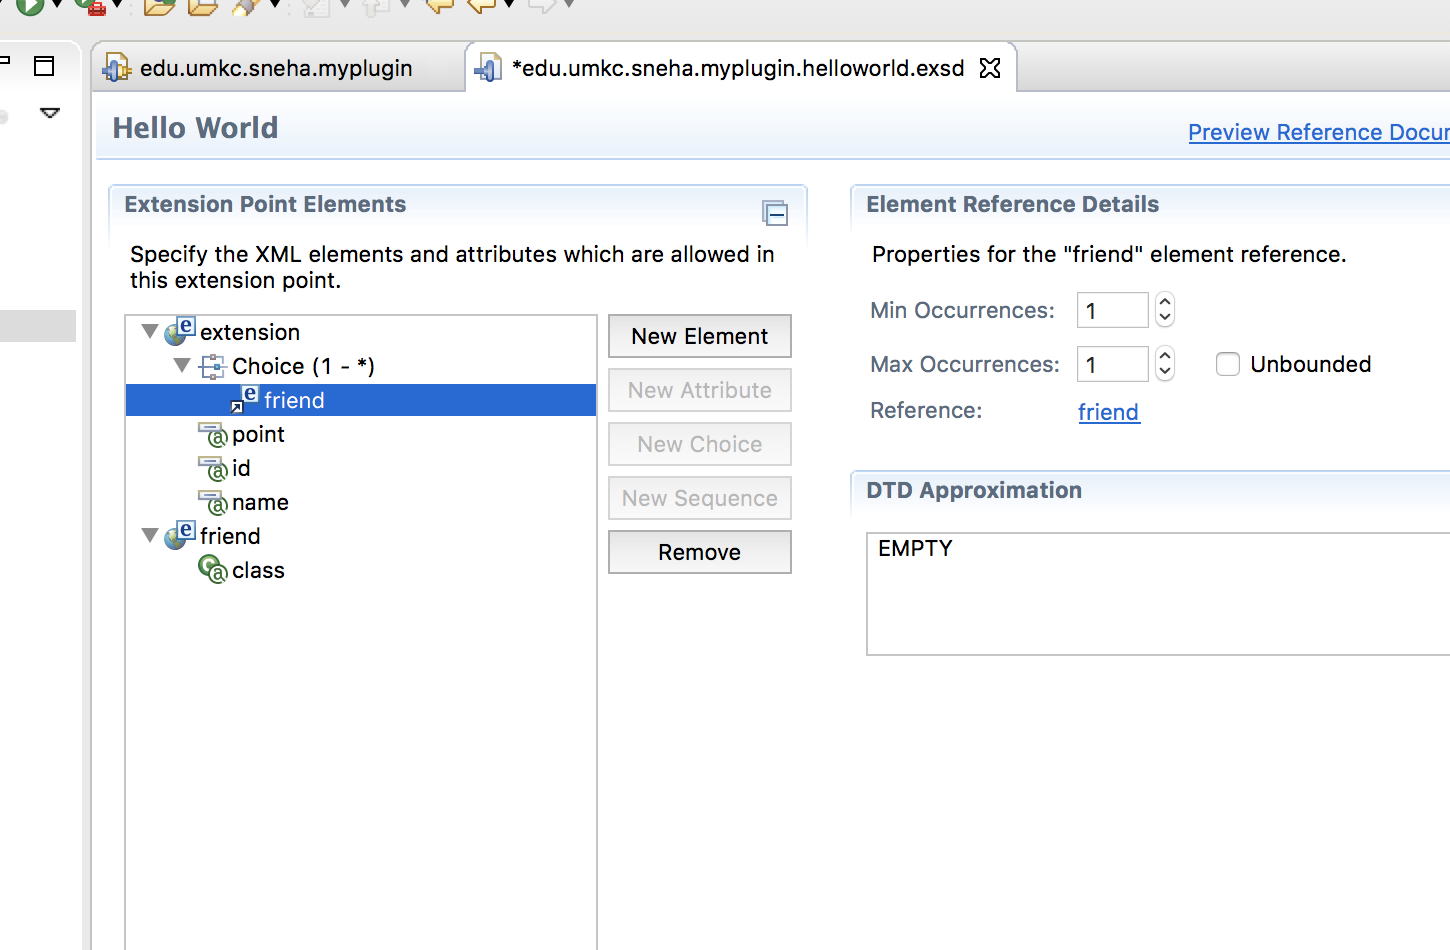 edu.umkc.sneha.myplugin
*edu.umkc.sneha.myplugin.helloworld.exsd
Hello World
Preview Reference Docu
Extension Point Elements
Specify the XML elements and attributes which are allowed in
this extension point.
extension
Choice (1 - *)
friend
point
id
name
friend
class
New Element
New Attribute
New Choice
New Sequence
Remove
Element Reference Details
Properties for the "friend" element reference.
Min Occurrences: 1
Max Occurrences: 1 Unbounded
Reference: friend
DTD Approximation
EMPTY